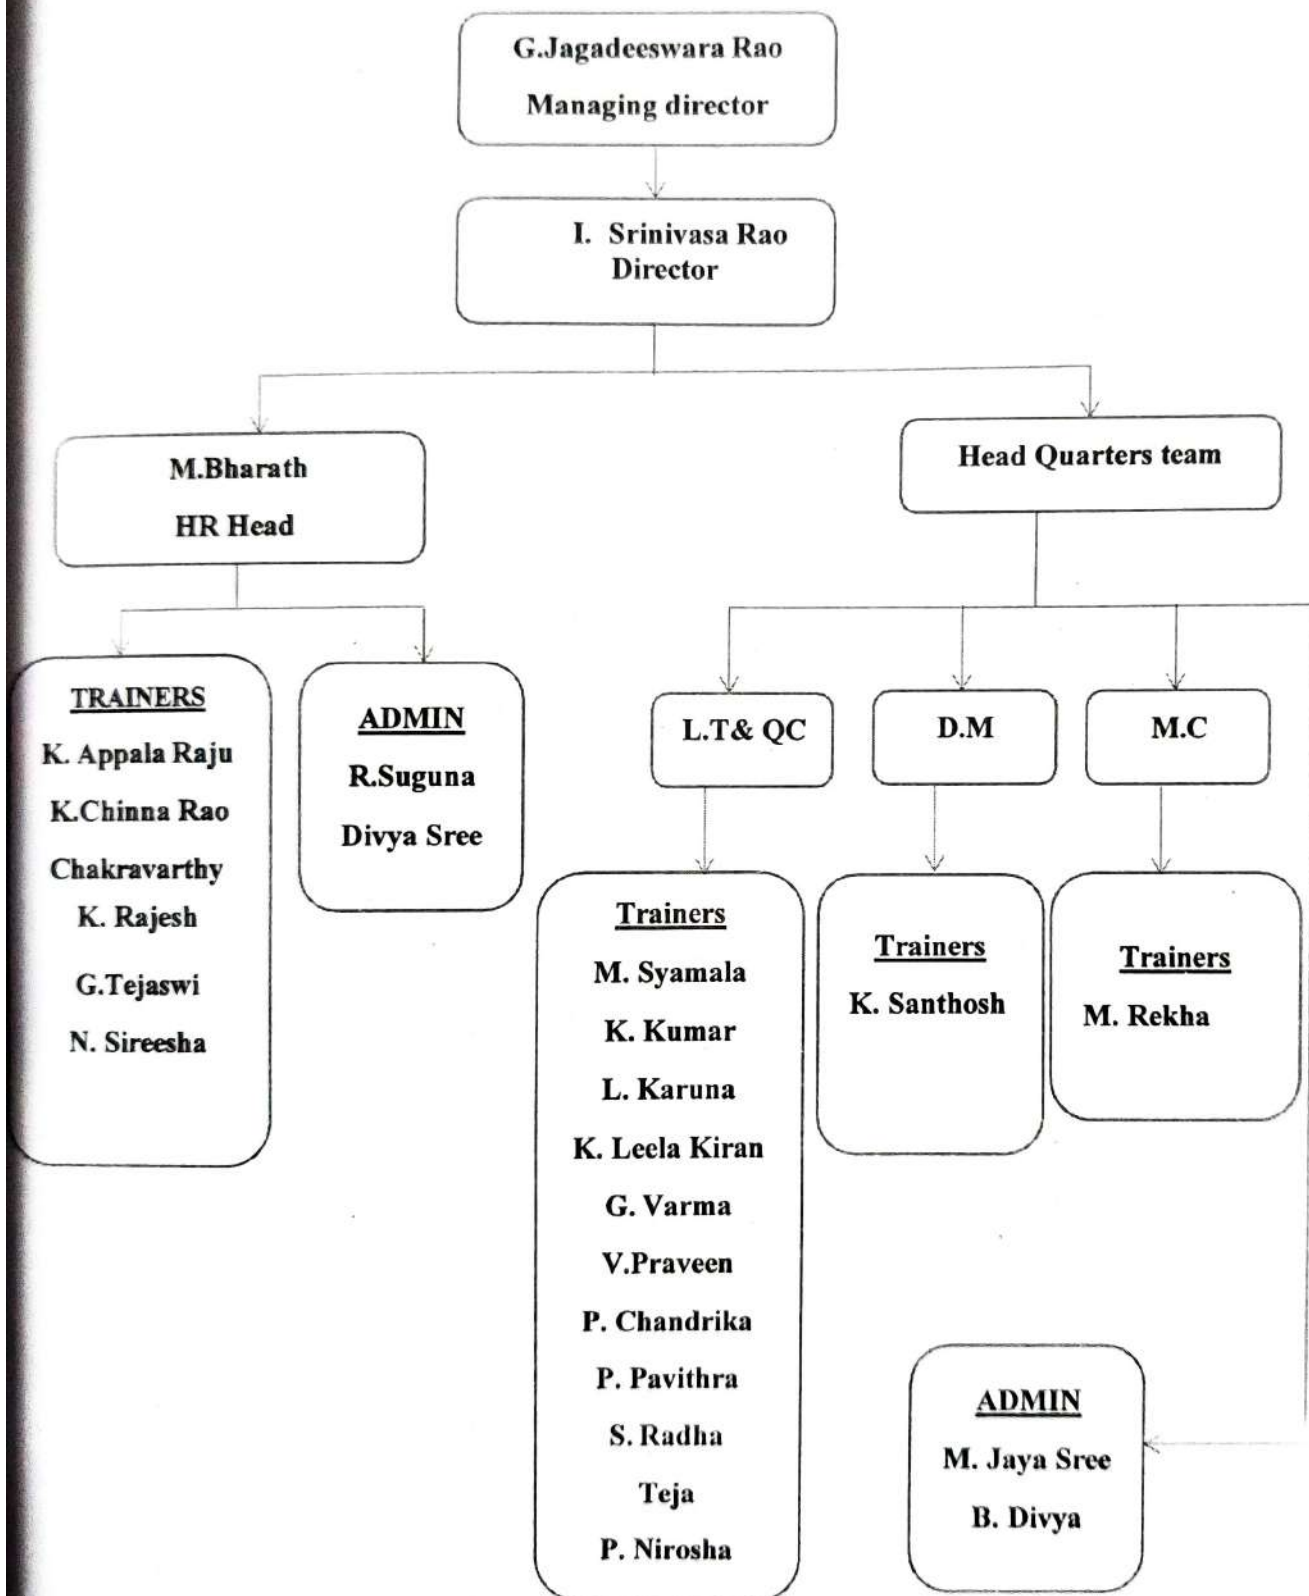 G.Jagadeeswara Rao
Managing director
I. Srinivasa Rao
Director
M.Bharath
HR Head
Head Quarters team
TRAINERS
K. Appala Raju
K.Chinna Rao
Chakravarthy
K. Rajesh
G.Tejaswi
N. Sireesha
ADMIN
R.Suguna
Divya Sree
L.T& QC
D.M
M.C
Trainers
M. Syamala
K. Kumar
L. Karuna
K. Leela Kiran
G. Varma
V.Praveen
P. Chandrika
P. Pavithra
S. Radha
Teja
P. Nirosha
Trainers
K. Santhosh
Trainers
M. Rekha
ADMIN
M. Jaya Sree
B. Divya